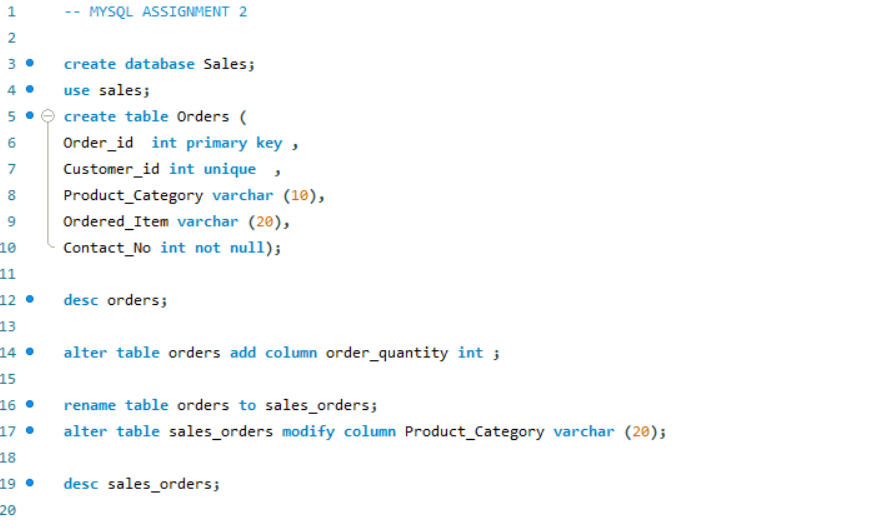 1 -- MYSQL ASSIGNMENT 2
2
3 create database Sales;
4 use sales;
5 create table Orders (
6 Order_id  int primary key ,
7 Customer_id int unique  ,
8 Product_Category varchar (10),
9 Ordered_Item varchar (20),
10 Contact_No int not null);
11
12 desc orders;
13
14 alter table orders add column order_quantity int ;
15
16 rename table orders to sales_orders;
17 alter table sales_orders modify column Product_Category varchar (20);
18
19 desc sales_orders;
20